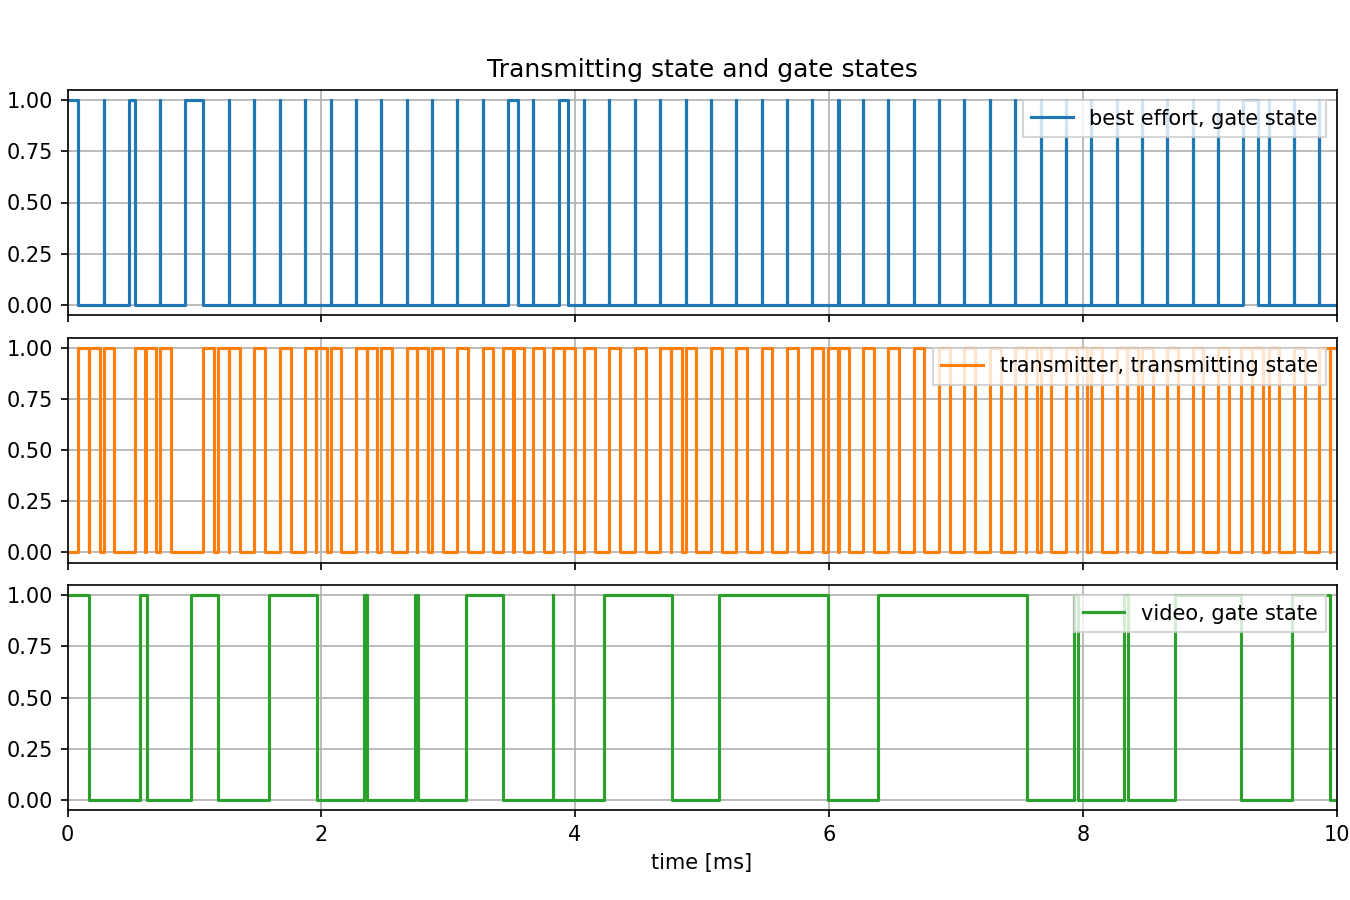 Transmitting state and gate states
1.00
0.75
0.50
0.25
0.00
best effort, gate state
1.00
0.75
0.50
0.25
0.00
transmitter, transmitting state
1.00
0.75
0.50
0.25
0.00
video, gate state
0 2 4 6 8 10
time [ms]